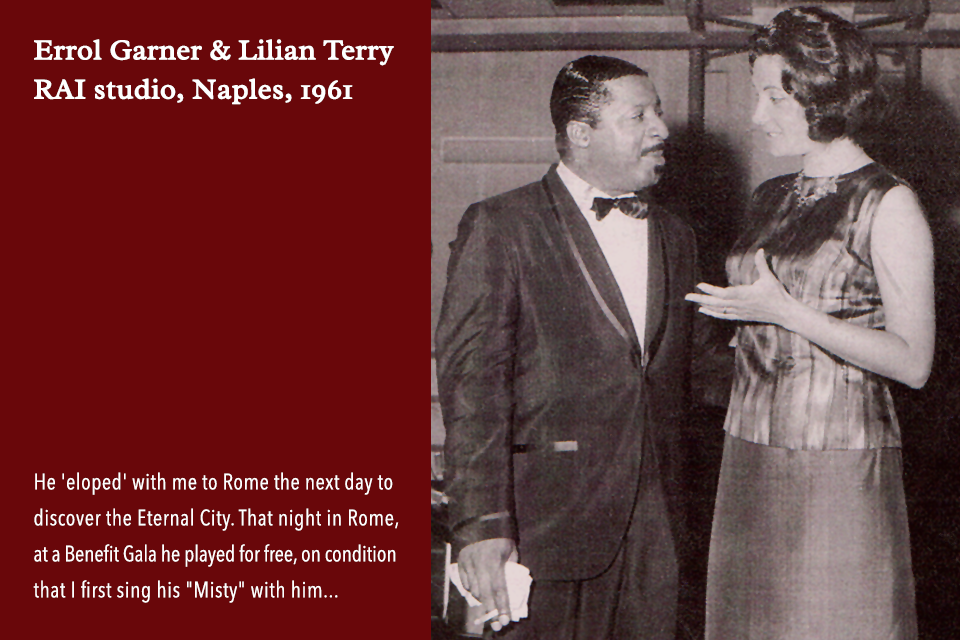 Errol Garner & Lilian Terry
RAI studio, Naples, 1961
He 'eloped' with me to Rome the next day to
discover the Eternal City. That night in Rome,
at a Benefit Gala he played for free, on condition
that I first sing his "Misty" with him...